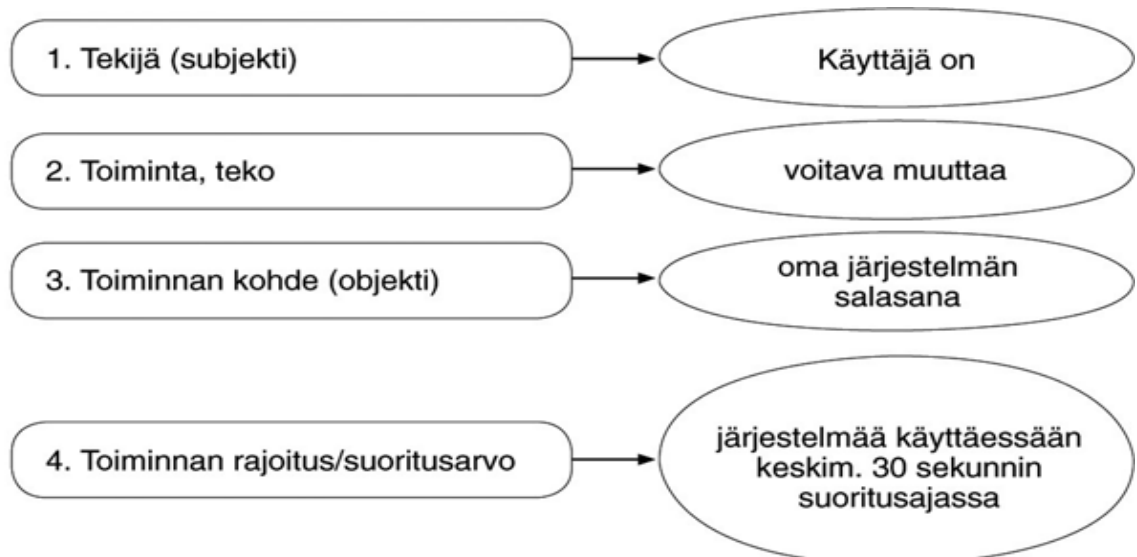 1. Tekijä (subjekti)
Käyttäjä on
2. Toiminta, teko
voitava muuttaa
3. Toiminnan kohde (objekti)
oma järjestelmän
salasana
4. Toiminnan rajoitus/suoritusarvo
järjestelmää käyttäessään
keskim. 30 sekunnin
suoritusajassa